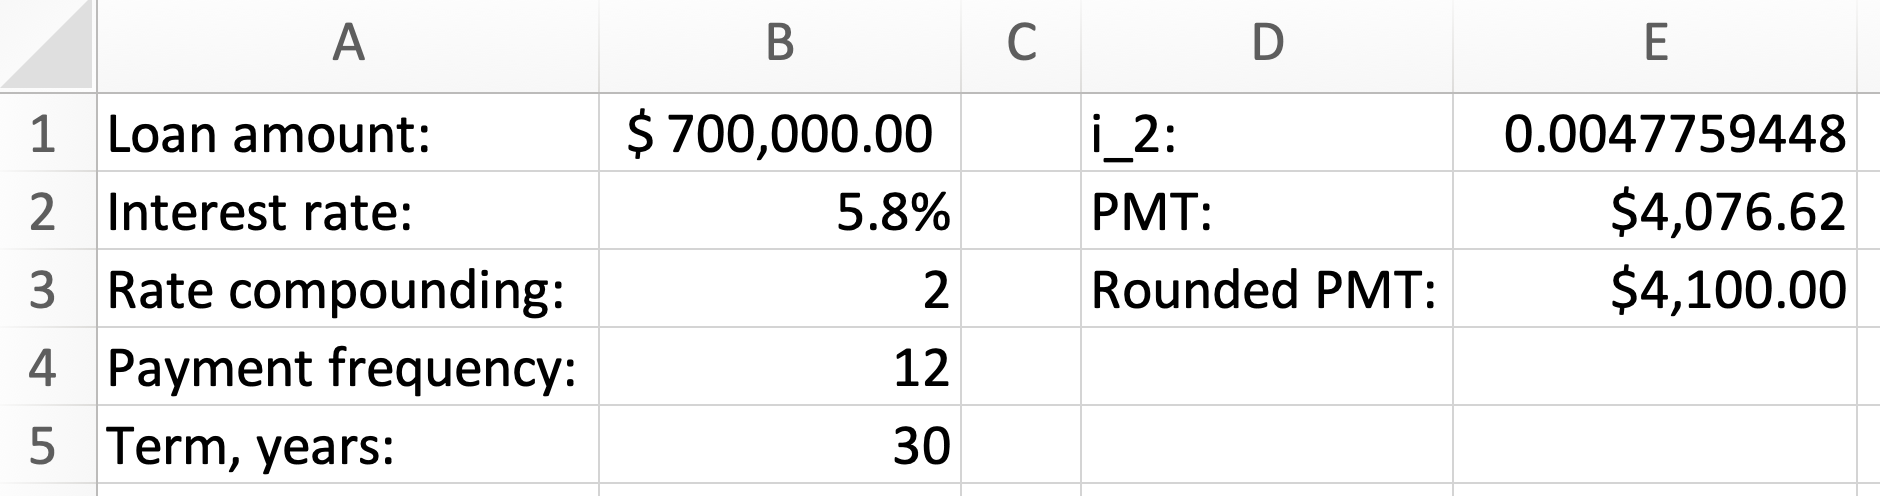 A B C D E
1 Loan amount: $ 700,000.00 i_2: 0.0047759448
2 Interest rate: 5.8% PMT: $4,076.62
3 Rate compounding: 2 Rounded PMT: $4,100.00
4 Payment frequency: 12
5 Term, years: 30